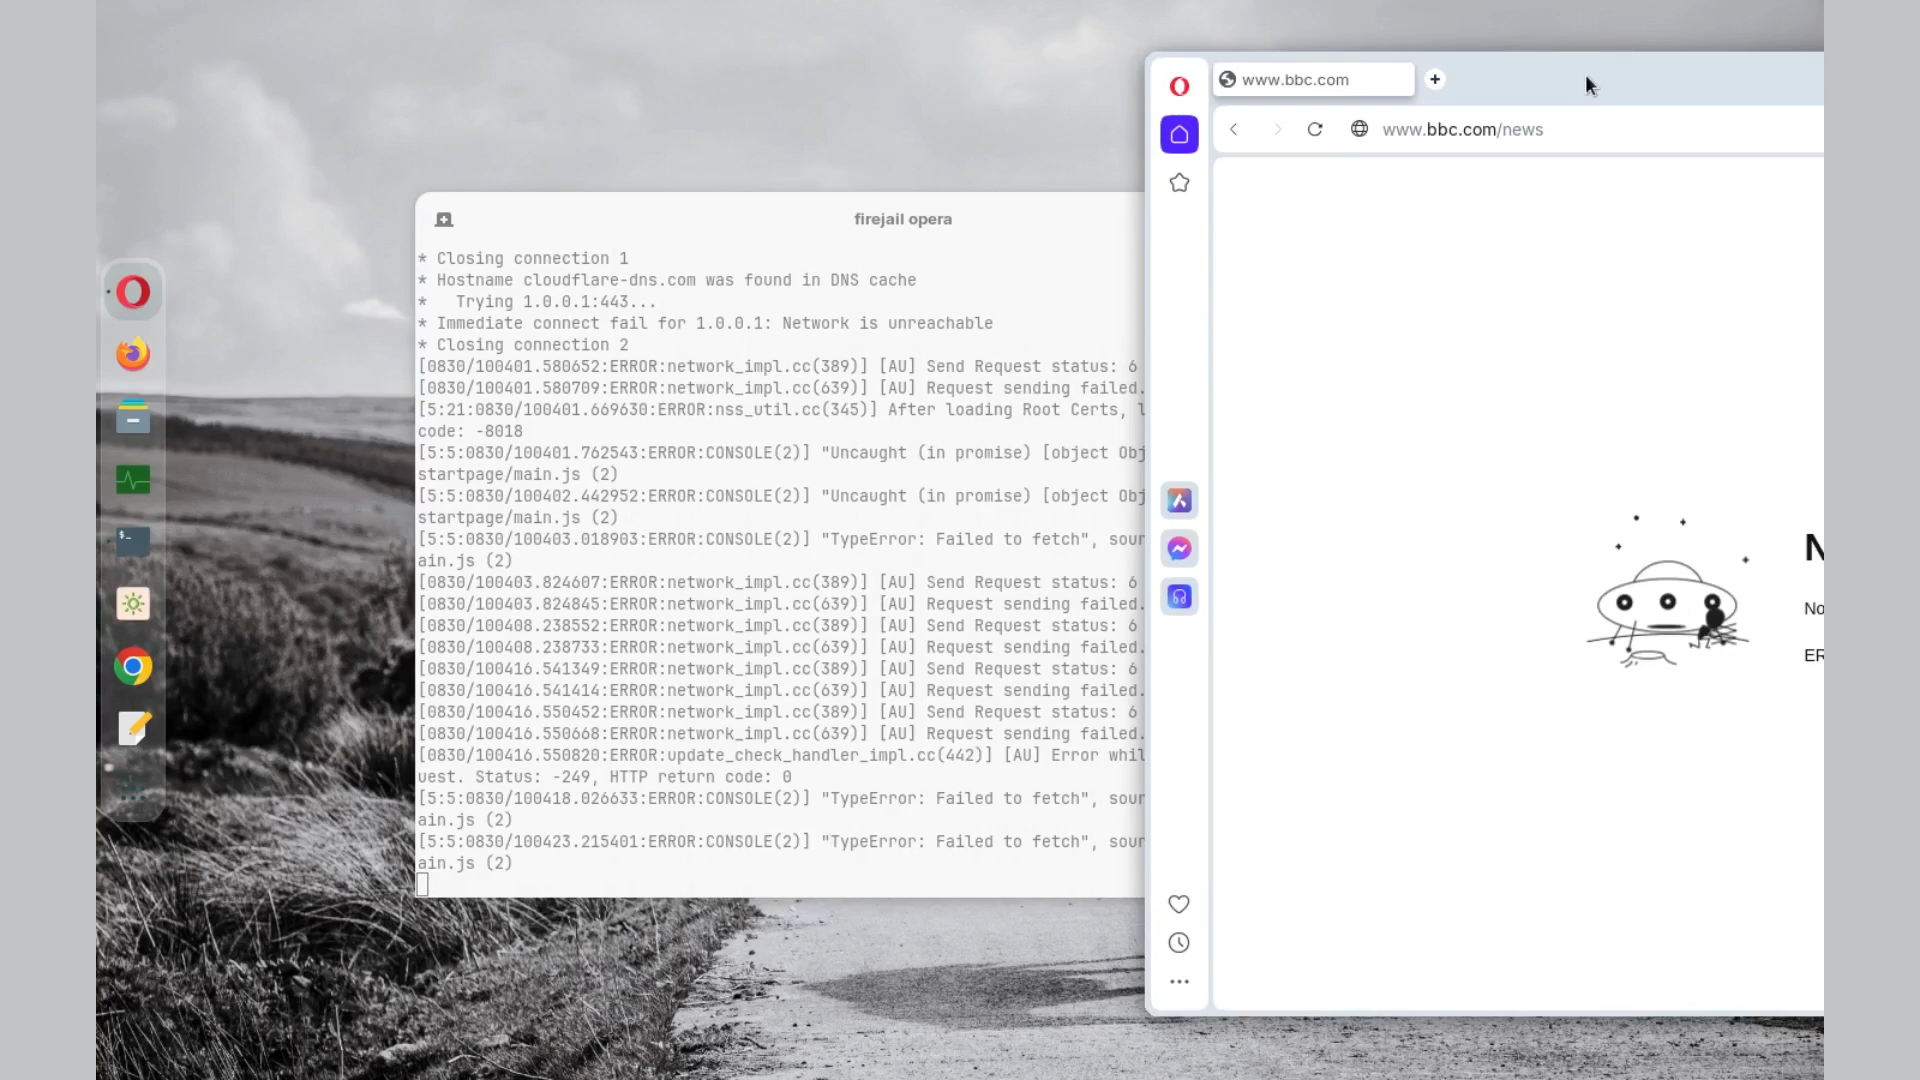 firejail opera
* Closing connection 1
* Hostname cloudflare-dns.com was found in DNS cache
*   Trying 1.0.0.1:443...
* Immediate connect fail for 1.0.0.1: Network is unreachable
* Closing connection 2
[0830/100401.580652:ERROR:network_impl.cc(389)] [AU] Send Request status: 6
[0830/100401.580709:ERROR:network_impl.cc(639)] [AU] Request sending failed.
[5:21:0830/100401.669630:ERROR:nss_util.cc(345)] After loading Root Certs,
code: -8018
[5:5:0830/100401.762543:ERROR:CONSOLE(2)] "Uncaught (in promise) [object Obj
startpage/main.js (2)
[5:5:0830/100402.442952:ERROR:CONSOLE(2)] "Uncaught (in promise) [object Obj
startpage/main.js (2)
[5:5:0830/100403.018903:ERROR:CONSOLE(2)] "TypeError: Failed to fetch", sour
ain.js (2)
[0830/100403.824607:ERROR:network_impl.cc(389)] [AU] Send Request status: 6
[0830/100403.824845:ERROR:network_impl.cc(639)] [AU] Request sending failed.
[0830/100408.238552:ERROR:network_impl.cc(389)] [AU] Send Request status: 6
[0830/100408.238733:ERROR:network_impl.cc(639)] [AU] Request sending failed.
[0830/100416.541349:ERROR:network_impl.cc(389)] [AU] Send Request status: 6
[0830/100416.541414:ERROR:network_impl.cc(639)] [AU] Request sending failed.
[0830/100416.550452:ERROR:network_impl.cc(389)] [AU] Send Request status: 6
[0830/100416.550668:ERROR:network_impl.cc(639)] [AU] Request sending failed.
[0830/100416.550820:ERROR:update_check_handler_impl.cc(442)] [AU] Error whil
uest. Status: -249, HTTP return code: 0
[5:5:0830/100418.026633:ERROR:CONSOLE(2)] "TypeError: Failed to fetch", sour
ain.js (2)
[5:5:0830/100423.215401:ERROR:CONSOLE(2)] "TypeError: Failed to fetch", sour
ain.js (2)
www.bbc.com
www.bbc.com/news
N
No
ER